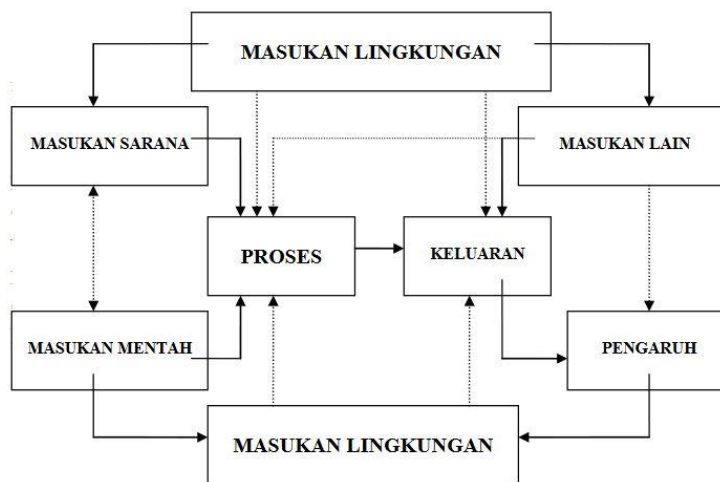 MASUKAN LINGKUNGAN
MASUKAN SARANA
MASUKAN LAIN
PROSES
KELUARAN
MASUKAN MENTAH
PENGARUH
MASUKAN LINGKUNGAN